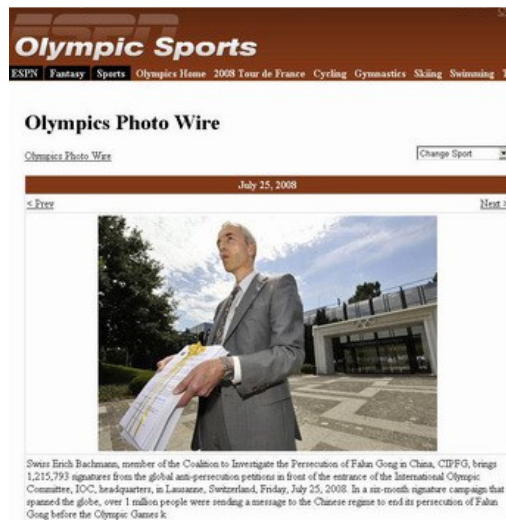 Olympic Sports
ESPN Fantasy Sports Olympics Home 2008 Tour de France Cycling Gymnastics Skiing Swimming
Olympics Photo Wire
Olympics Photo Wire
Change Sport
July 25, 2008
< Prev
Next >
Swiss Erich Bachmann, member of the Coalition to Investigate the Persecution of Falun Gong in China, CIPFG, brings
1,215,793 signatures from the global anti-persecution petitions in front of the entrance of the International Olympic
Committee, IOC, headquarters, in Lausanne, Switzerland, Friday, July 25, 2008. In a six-month signature campaign that
spanned the globe, over 1 million people were sending a message to the Chinese regime to end its persecution of Falun
Gong before the Olympic Games k